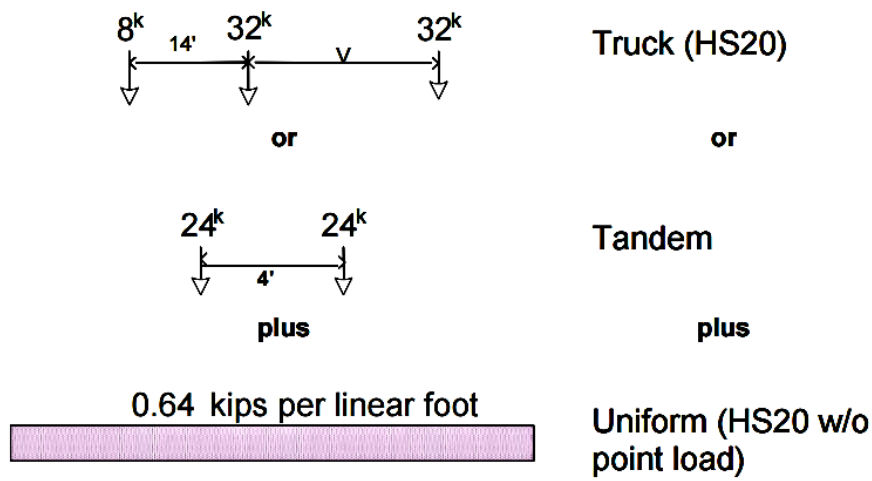 8k 32k 32k Truck (HS20)
14' V
or or
24k 24k Tandem
4'
plus plus
0.64 kips per linear foot Uniform (HS20 w/o
point load)